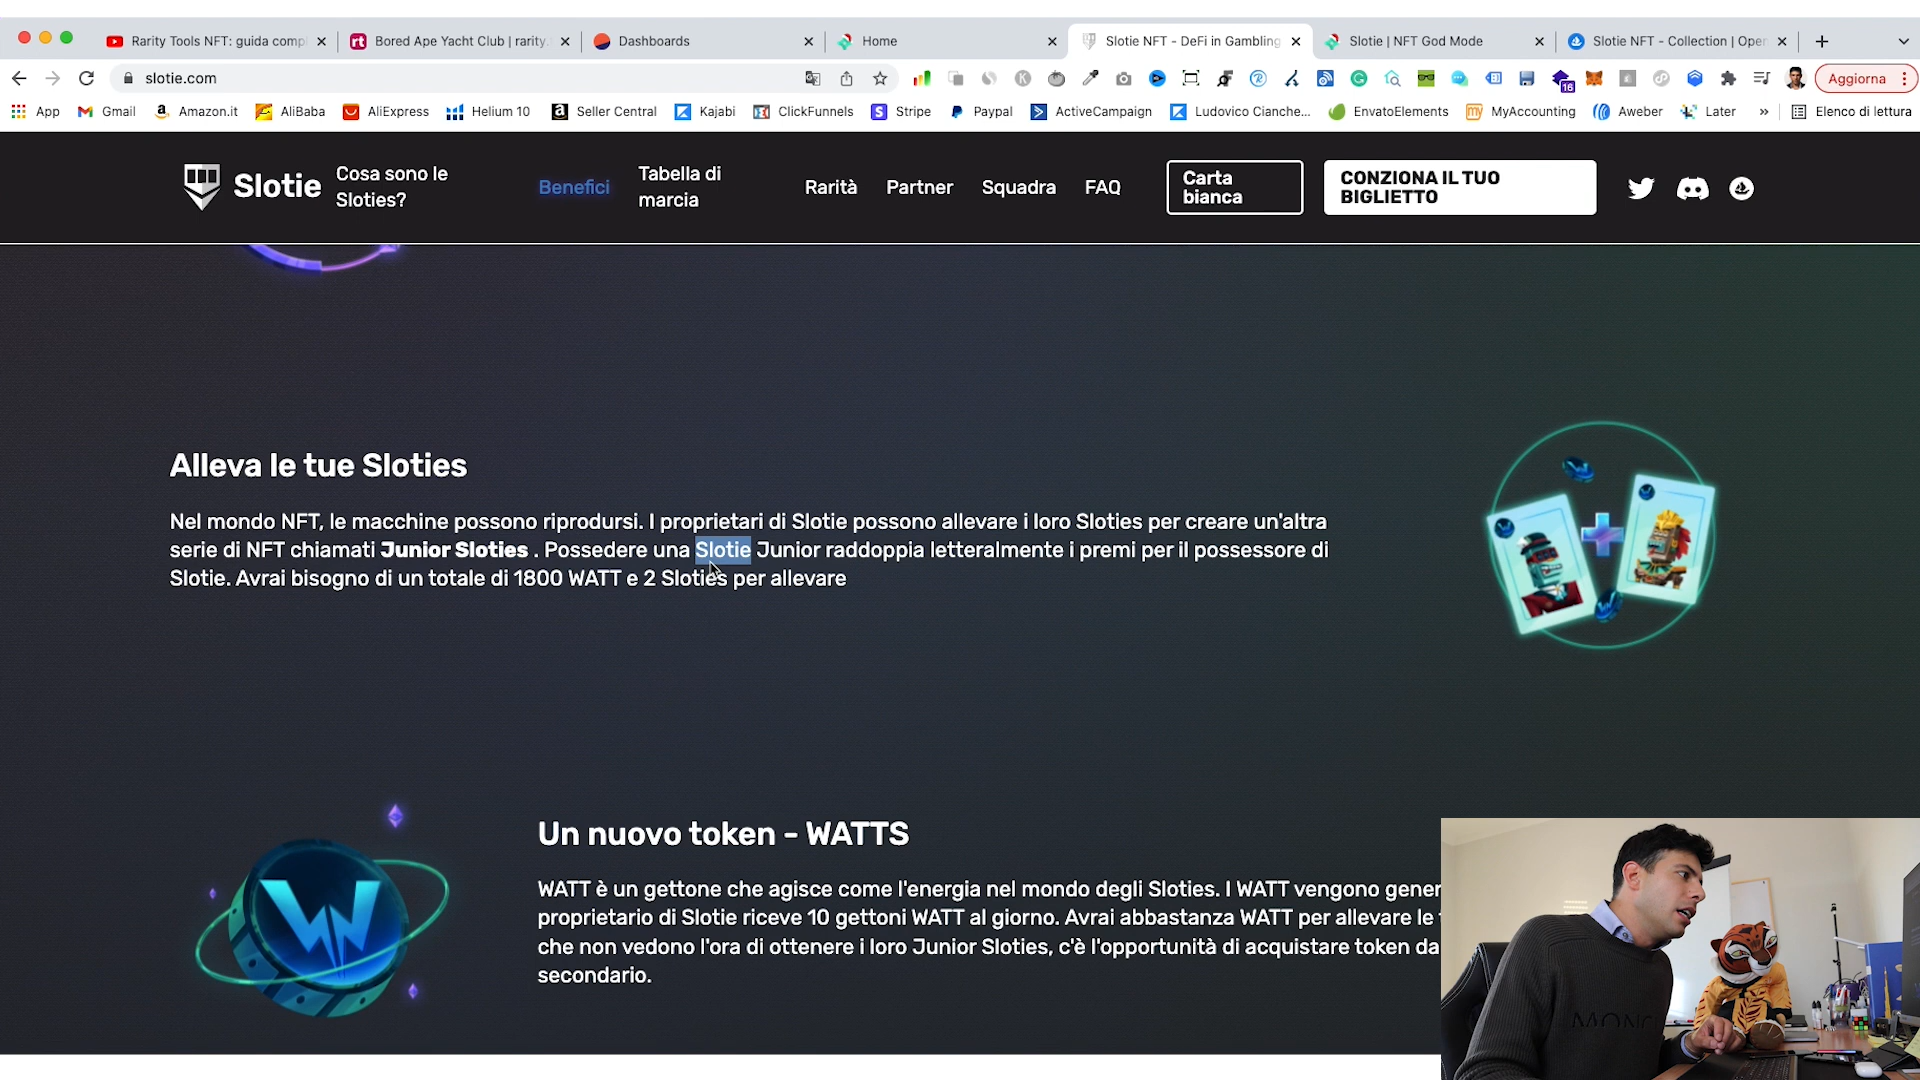 Rarity Tools NFT: guida comp
Bored Ape Yacht Club | rarity.
Dashboards
Home
Slotie NFT - DeFi in Gambling
Slotie | NFT God Mode
Slotie NFT - Collection | Ope
slotie.com
16
Aggiorna
App
Gmail
Amazon.it
AliBaba
AliExpress
Helium 10
Seller Central
Kajabi
ClickFunnels
Stripe
Paypal
ActiveCampaign
Ludovico Cianche...
EnvatoElements
MyAccounting
Aweber
Later
»
Elenco di lettura
Slotie
Cosa sono le
Sloties?
Benefici
Tabella di
marcia
Rarità
Partner
Squadra
FAQ
Carta
bianca
CONZIONA IL TUO
BIGLIETTO
Alleva le tue Sloties
Nel mondo NFT, le macchine possono riprodursi. I proprietari di Slotie possono allevare i loro Sloties per creare un'altra
serie di NFT chiamati Junior Sloties . Possedere una Slotie Junior raddoppia letteralmente i premi per il possessore di
Slotie. Avrai bisogno di un totale di 1800 WATT e 2 Sloties per allevare
Un nuovo token - WATTS
WATT è un gettone che agisce come l'energia nel mondo degli Sloties. I WATT vengono gener
proprietario di Slotie riceve 10 gettoni WATT al giorno. Avrai abbastanza WATT per allevare le
che non vedono l'ora di ottenere i loro Junior Sloties, c'è l'opportunità di acquistare token da
secondario.